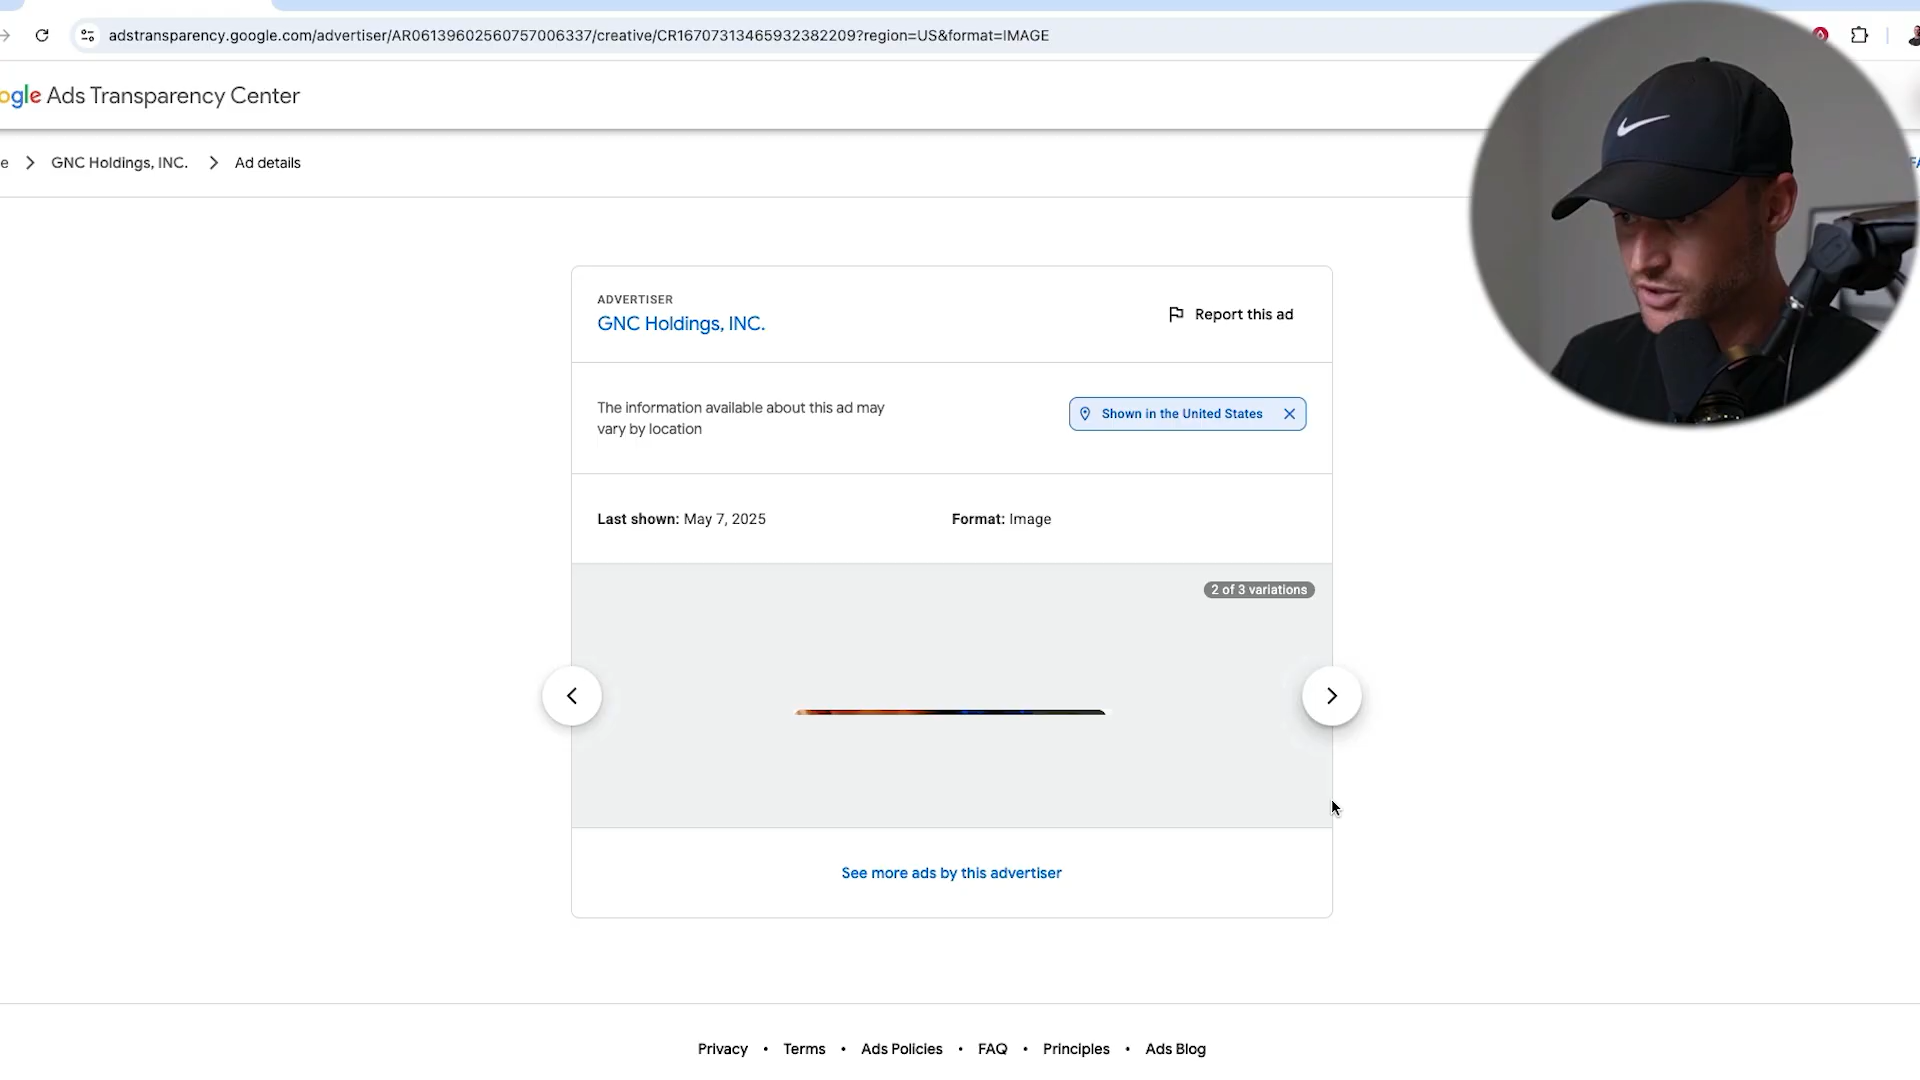 adstransparency.google.com/advertiser/AR06139602560757006337/creative/CR16707313465932382209?region=US&format=IMAGE
ogle Ads Transparency Center
e > GNC Holdings, INC. > Ad details
ADVERTISER
GNC Holdings, INC.
Report this ad
The information available about this ad may
vary by location
Shown in the United States
Last shown: May 7, 2025
Format: Image
2 of 3 variations
See more ads by this advertiser
Privacy • Terms • Ads Policies • FAQ • Principles • Ads Blog